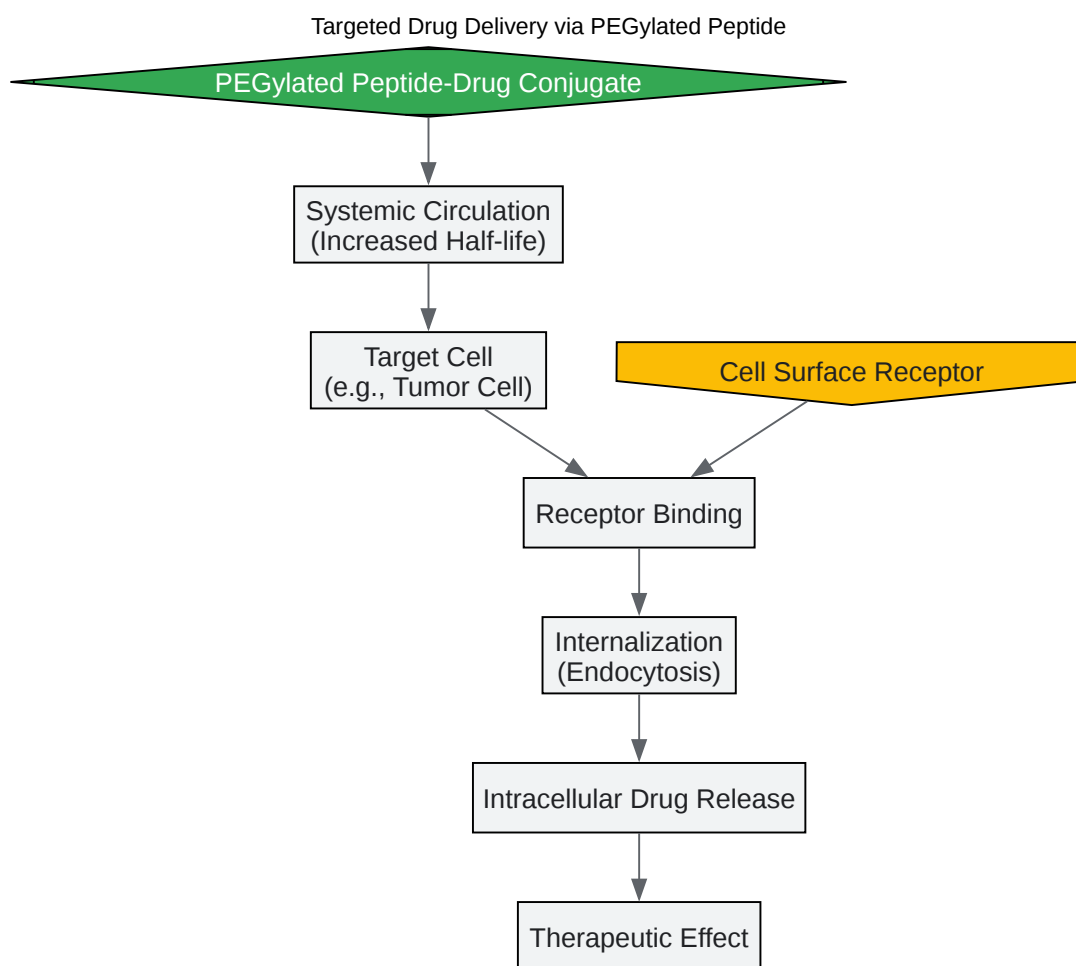 Targeted Drug Delivery via PEGylated Peptide
PEGylated Peptide-Drug Conjugate
Systemic Circulation
(Increased Half-life)
Target Cell
(e.g., Tumor Cell)
Cell Surface Receptor
Receptor Binding
Internalization
(Endocytosis)
Intracellular Drug Release
Therapeutic Effect